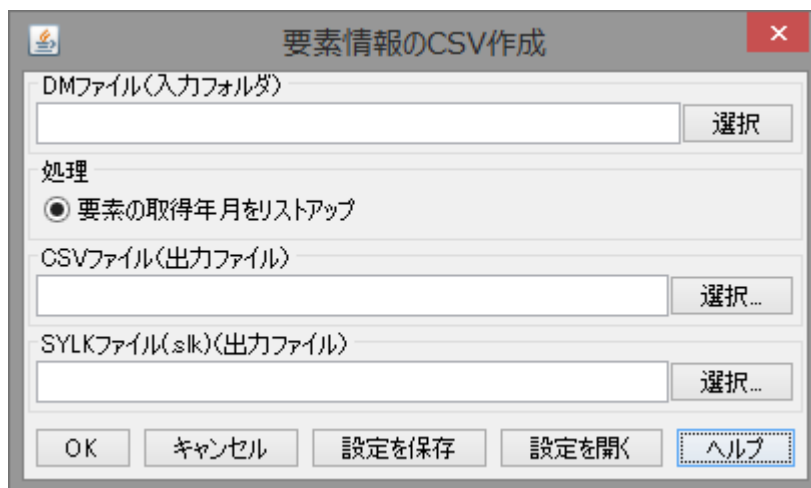 要素情報のCSV作成
DMファイル(入力フォルダ)
選択
処理
要素の取得年月をリストアップ
CSVファイル(出力ファイル)
選択...
SYLKファイル(.slk)(出力ファイル)
選択...
OK キャンセル 設定を保存 設定を開く ヘルプ